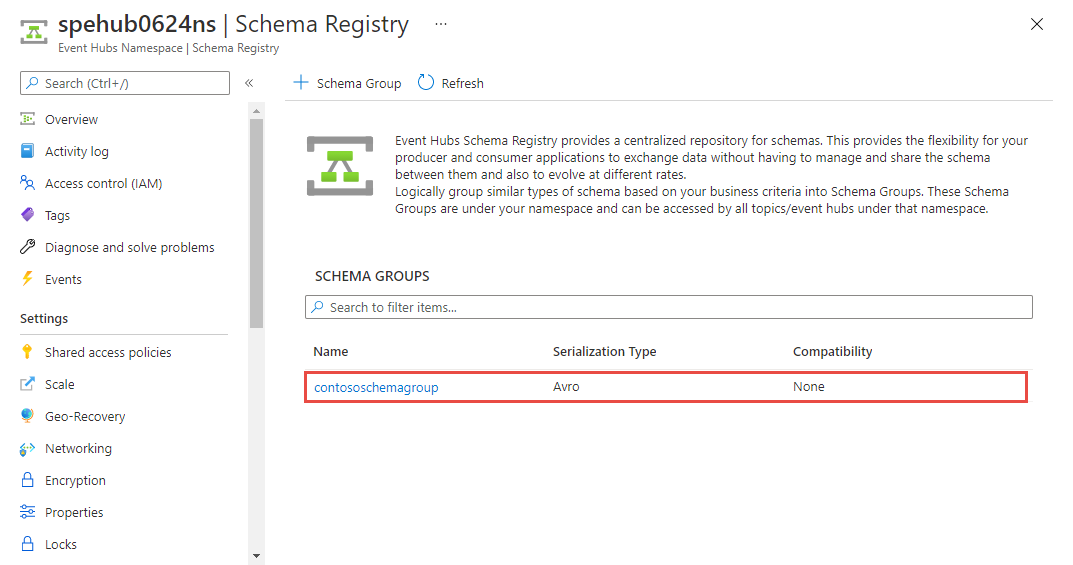 spehub0624ns | Schema Registry ...
Event Hubs Namespace | Schema Registry
Search (Ctrl+/)
«
Overview
Activity log
Access control (IAM)
Tags
Diagnose and solve problems
Events
Settings
Shared access policies
Scale
Geo-Recovery
Networking
Encryption
Properties
Locks
Schema Group
Refresh
Event Hubs Schema Registry provides a centralized repository for schemas. This provides the flexibility for your
producer and consumer applications to exchange data without having to manage and share the schema
between them and also to evolve at different rates.
Logically group similar types of schema based on your business criteria into Schema Groups. These Schema
Groups are under your namespace and can be accessed by all topics/event hubs under that namespace.
SCHEMA GROUPS
Search to filter items...
Name Serialization Type Compatibility
contososchemagroup Avro None